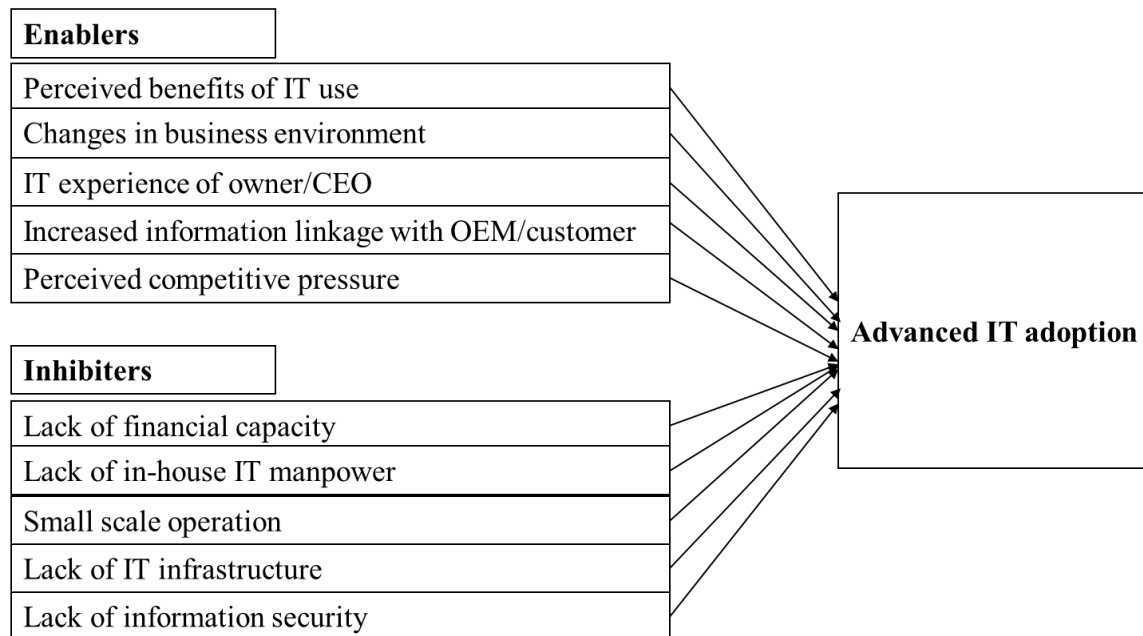 Enablers
Perceived benefits of IT use
Changes in business environment
IT experience of owner/CEO
Increased information linkage with OEM/customer
Perceived competitive pressure
Advanced IT adoption
Inhibiters
Lack of financial capacity
Lack of in-house IT manpower
Small scale operation
Lack of IT infrastructure
Lack of information security